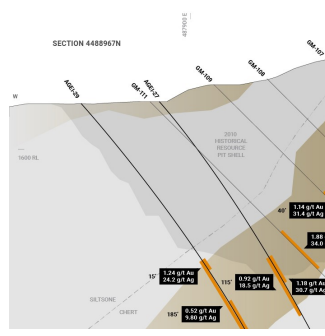 SECTION 4488967N
487900 E
GM-107
GM-108
GM-109
AGEI-27
GM-111
AGEI-29
W
2010
HISTORICAL
RESOURCE
PIT SHELL
1600 RL
40'
1.14 g/t Au
31.4 g/t Ag
1.88
34.0
15'
1.24 g/t Au
24.2 g/t Ag
115'
0.92 g/t Au
18.5 g/t Ag
1.18 g/t Au
30.7 g/t Ag
SILTSONE
CHERT
185'
0.52 g/t Au
9.80 g/t Ag